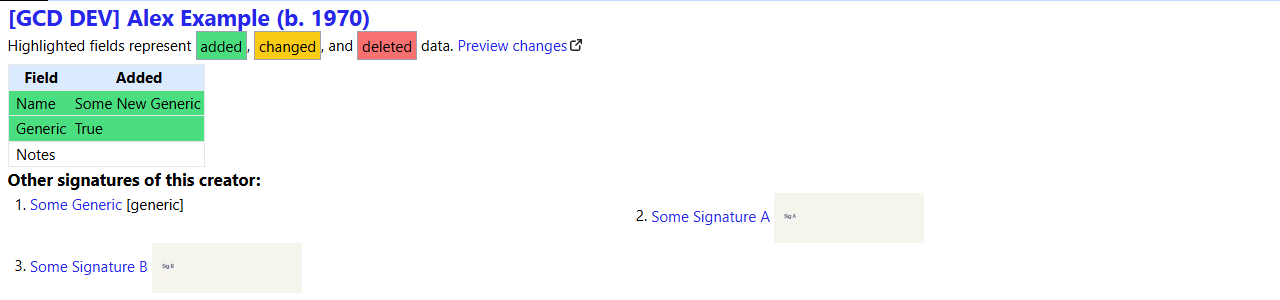 [GCD DEV] Alex Example (b. 1970)
Highlighted fields represent added, changed, and deleted data. Preview changes
Field Added
Name Some New Generic
Generic True
Notes
Other signatures of this creator:
1. Some Generic [generic]
2. Some Signature A Sig A
3. Some Signature B Sig B